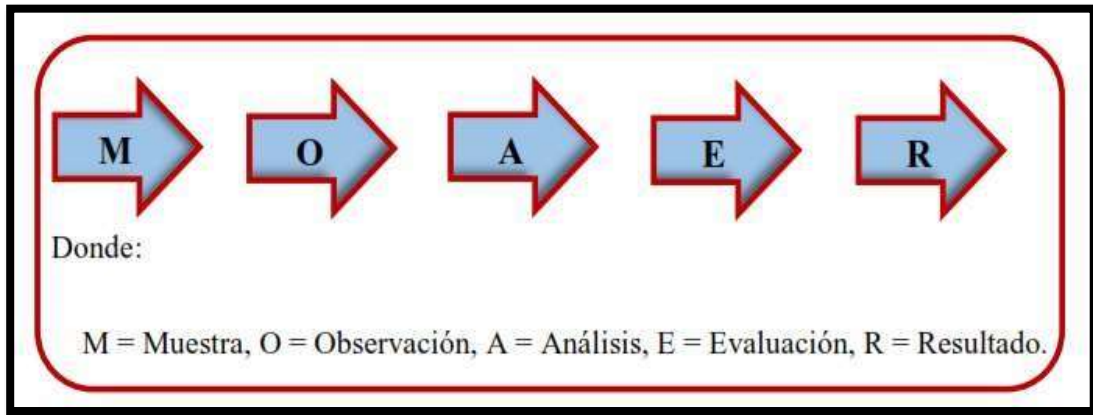 M O A E R
Donde:
M = Muestra, O = Observación, A = Análisis, E = Evaluación, R = Resultado.